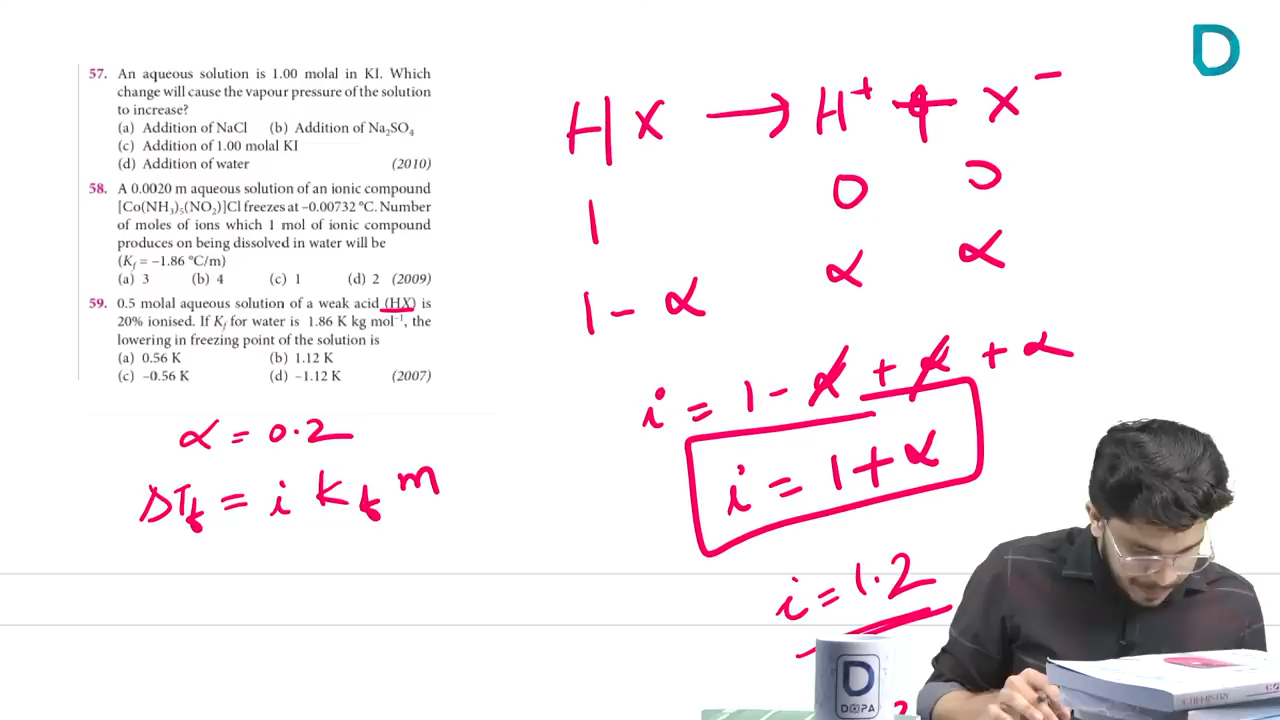 57. An aqueous solution is 1.00 molal in KI. Which
change will cause the vapour pressure of the solution
to increase?
(a) Addition of NaCl (b) Addition of Na₂SO₄
(c) Addition of 1.00 molal KI
(d) Addition of water (2010)
58. A 0.0020 m aqueous solution of an ionic compound
[Co(NH₃)₅(NO₂)]Cl freezes at –0.00732 °C. Number
of moles of ions which 1 mol of ionic compound
produces on being dissolved in water will be
(K_f = –1.86 °C/m)
(a) 3 (b) 4 (c) 1 (d) 2 (2009)
59. 0.5 molal aqueous solution of a weak acid (HX) is
20% ionised. If K_f for water is 1.86 K kg mol⁻¹, the
lowering in freezing point of the solution is
(a) 0.56 K (b) 1.12 K
(c) –0.56 K (d) –1.12 K (2007)
α = 0.2
ΔT_f = i K_f m
HX → H⁺ + X⁻
1 0 0
1 - α α α
i = 1 - α + α + α
i = 1 + α
i = 1.2
D
D
DOPA
CHEMISTRY